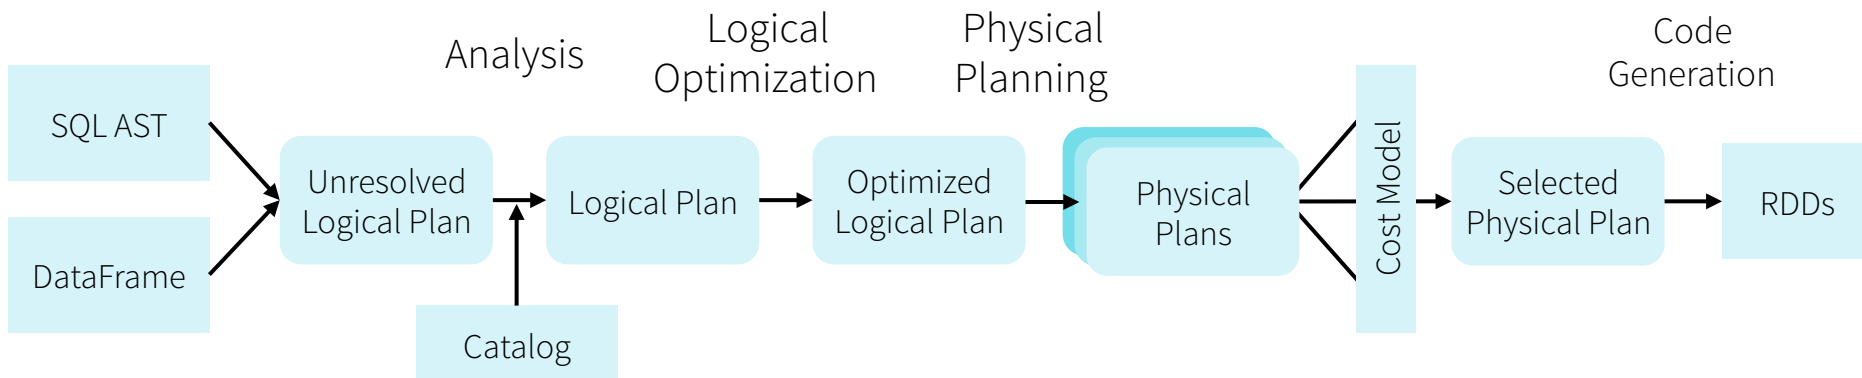 Analysis
Logical
Optimization
Physical
Planning
Code
Generation
SQL AST
DataFrame
Unresolved
Logical Plan
Catalog
Logical Plan
Optimized
Logical Plan
Physical
Plans
Cost Model
Selected
Physical Plan
RDDs